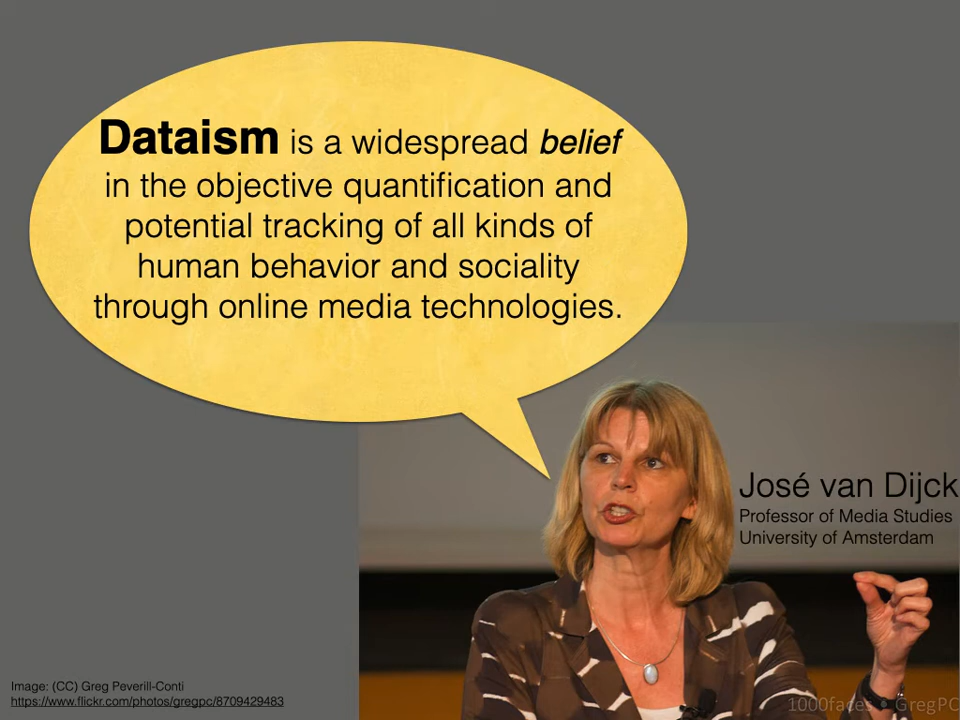 Dataism is a widespread belief
in the objective quantification and
potential tracking of all kinds of
human behavior and sociality
through online media technologies.
José van Dijck
Professor of Media Studies
University of Amsterdam
Image: (CC) Greg Peverill-Conti
https://www.flickr.com/photos/gregpc/8709429483
1000faces • GregPC